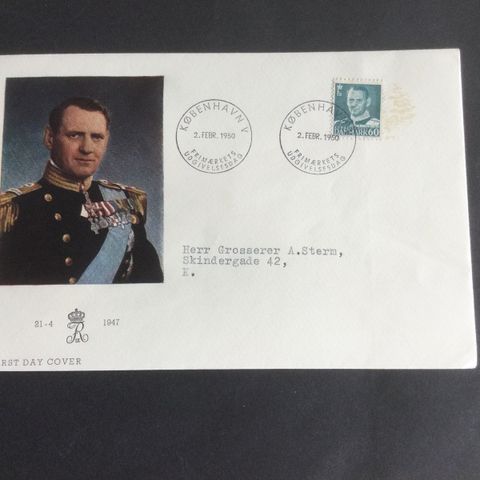 KØBENHAVN V
2. FEBR. 1950
FRIMÆRKETS
UDGIVELSESDAG
KØBENHAVN V
2. FEBR. 1950
FRIMÆRKETS
UDGIVELSESDAG
DANMARK 60
Herr Grosserer A.Sterm,
Skindergade 42,
K.
21-4 1947
RST DAY COVER